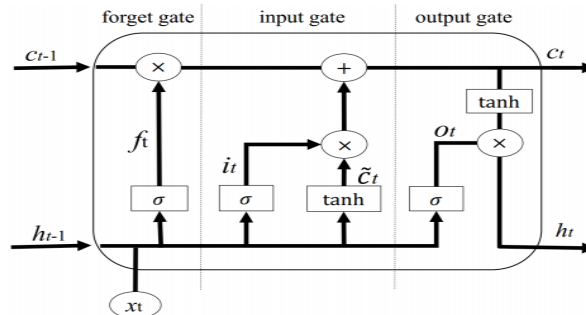 forget gate input gate output gate
ct-1 ct
× +
tanh
ft it ot
× ×
c̃t
σ σ tanh σ
ht-1 ht
xt